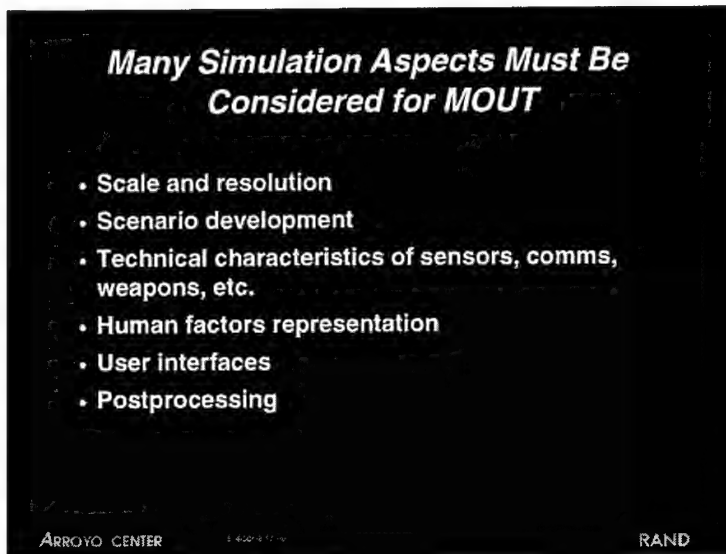 Many Simulation Aspects Must Be
Considered for MOUT
• Scale and resolution
• Scenario development
• Technical characteristics of sensors, comms,
weapons, etc.
• Human factors representation
• User interfaces
• Postprocessing
ARROYO CENTER
RAND